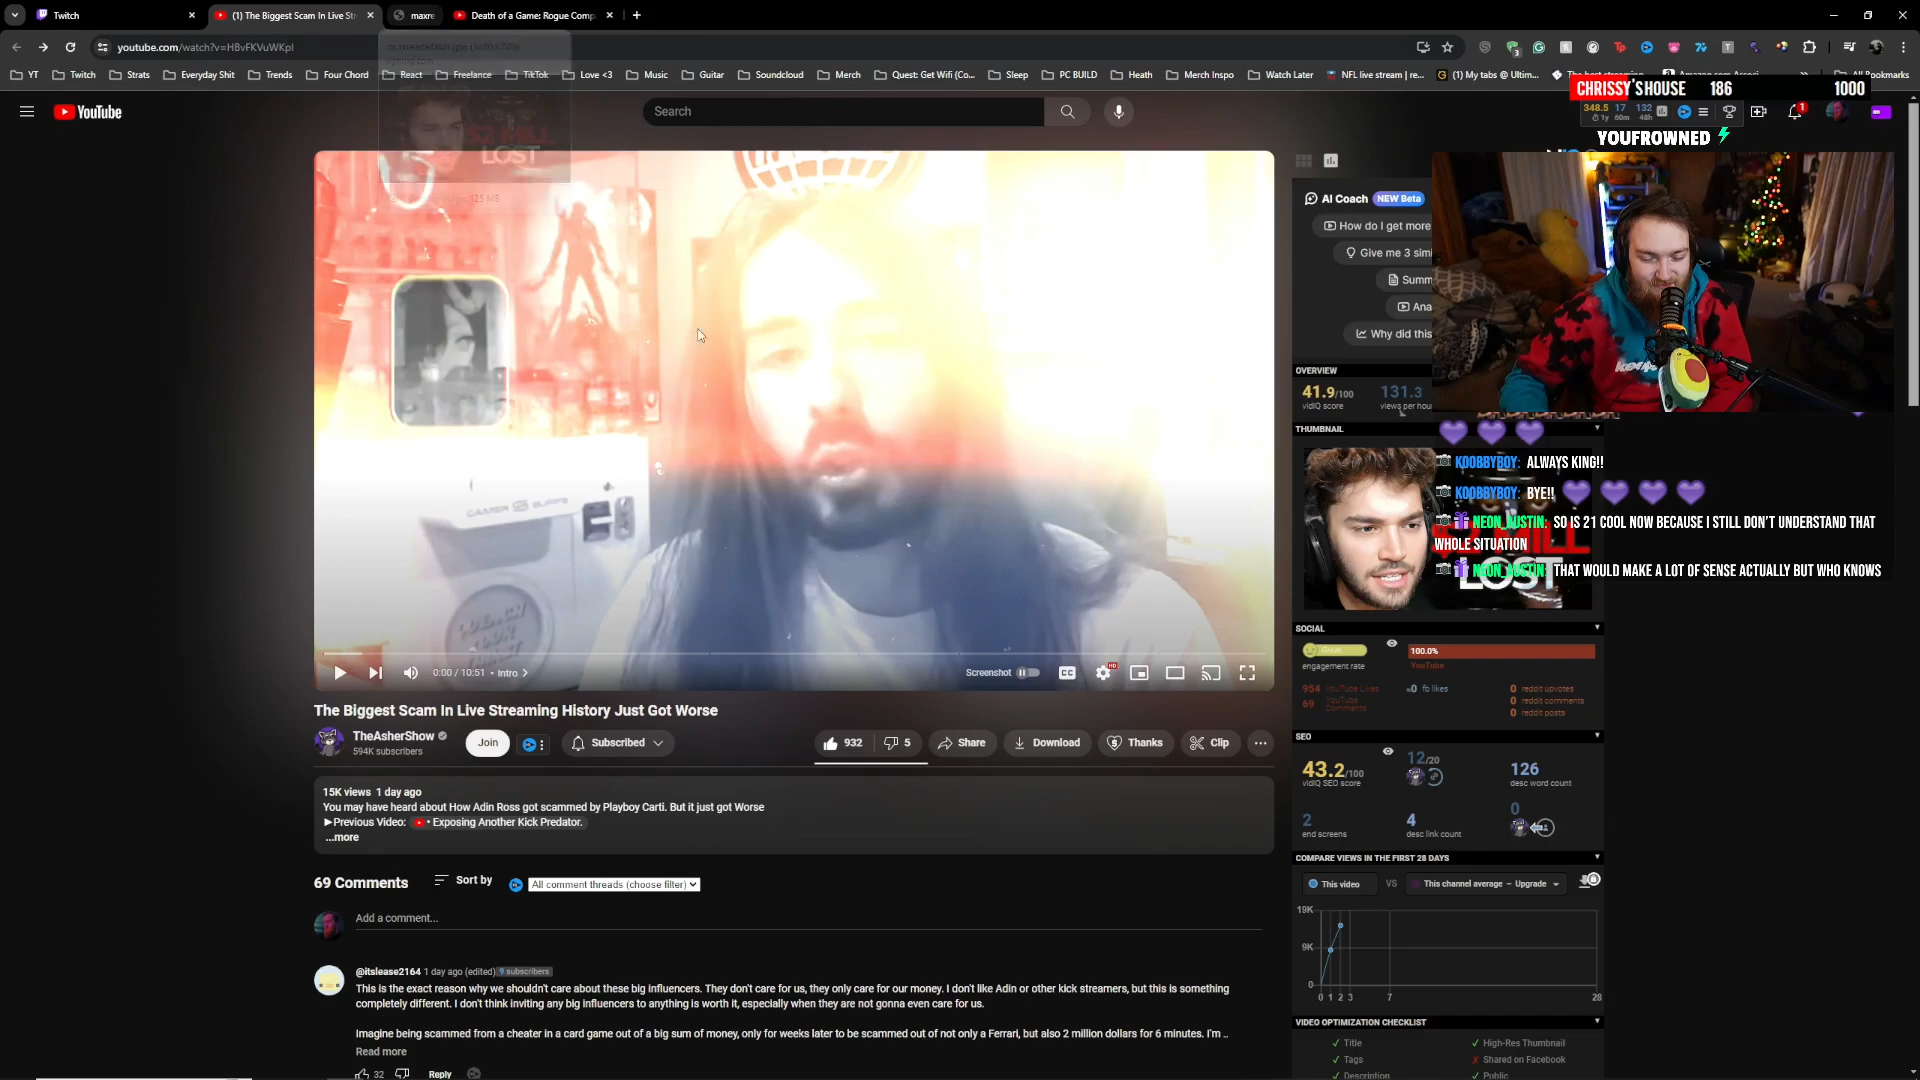 Twitch
(1) The Biggest Scam In Live Str
maxre
Death of a Game: Rogue Comp
youtube.com/watch?v=HBvFKVuWKpI
YT
Twitch
Strats
Everyday Shit
Trends
Four Chord
React
Freelance
TikTok
Love <3
Music
Guitar
Soundcloud
Merch
Quest: Get Wifi (Co...
Sleep
PC BUILD
Heath
Merch Inspo
Watch Later
NFL live stream | re...
(1) My tabs @ Ultim...
The best streaming
All Bookmarks
CHRISSY'S HOUSE 186 1000
YouTube
Search
348.5 17 132
1y 60m 48h
1
YOUFROWNED
$2 MILL
LOST
AI Coach NEW Beta
How do I get more
Give me 3 simi
Summ
Ana
Why did this
OVERVIEW
41.9/100 131.3
vidIQ score views per hou
THUMBNAIL
KOOBBYBOY: ALWAYS KING!!
KOOBBYBOY: BYE!!
NEON_AUSTIN: SO IS 21 COOL NOW BECAUSE I STILL DON'T UNDERSTAND THAT
WHOLE SITUATION
NEON_AUSTIN: THAT WOULD MAKE A LOT OF SENSE ACTUALLY BUT WHO KNOWS
$2 MILL
LOST
GAMER SUPPS
SOCIAL
100.0%
engagement rate YouTube
954 YouTube Likes
69 YouTube Comments
≈0 fb likes
0 reddit upvotes
0 reddit comments
0 reddit posts
0:00 / 10:51 • Intro
Screenshot
CC
HD
The Biggest Scam In Live Streaming History Just Got Worse
TheAsherShow
594K subscribers
Join
Subscribed
932
5
Share
Download
Thanks
Clip
SEO
43.2/100 12/20 126
vidIQ SEO score desc word count
2 4 0
end screens desc link count
15K views 1 day ago
You may have heard about How Adin Ross got scammed by Playboy Carti. But it just got Worse
►Previous Video: • Exposing Another Kick Predator.
...more
69 Comments
Sort by
All comment threads (choose filter)
Add a comment...
COMPARE VIEWS IN THE FIRST 28 DAYS
This video VS This channel average – Upgrade
19K
9K
0
0 1 2 3 7 28
@itslease2164 1 day ago (edited) 9 subscribers
This is the exact reason why we shouldn't care about these big influencers. They don't care for us, they only care for our money. I don't like Adin or other kick streamers, but this is something
completely different. I don't think inviting any big influencers to anything is worth it, especially when they are not gonna even care for us.
Imagine being scammed from a cheater in a card game out of a big sum of money, only for weeks later to be scammed out of not only a Ferrari, but also 2 million dollars for 6 minutes. I'm ..
Read more
32
Reply
VIDEO OPTIMIZATION CHECKLIST
Title High-Res Thumbnail
Tags Shared on Facebook
Description Public